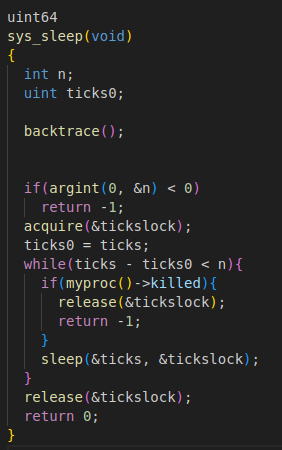 uint64
sys_sleep(void)
{
  int n;
  uint ticks0;

  backtrace();


  if(argint(0, &n) < 0)
    return -1;
  acquire(&tickslock);
  ticks0 = ticks;
  while(ticks - ticks0 < n){
    if(myproc()->killed){
      release(&tickslock);
      return -1;
    }
    sleep(&ticks, &tickslock);
  }
  release(&tickslock);
  return 0;
}